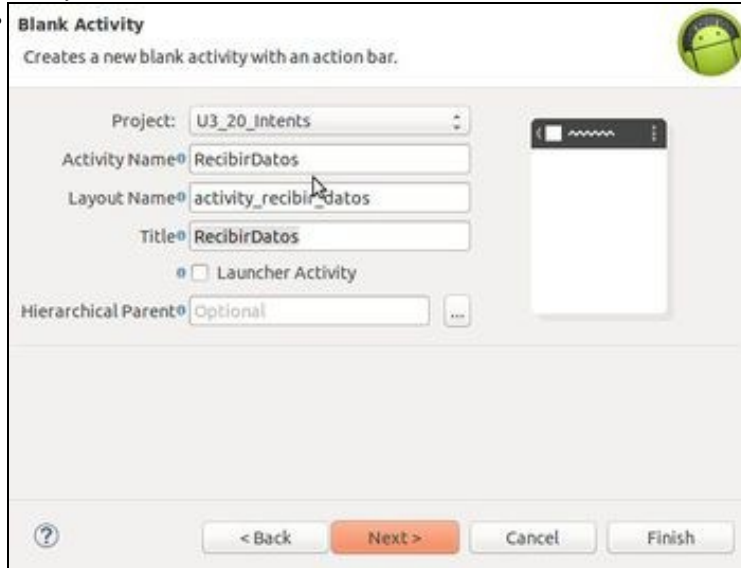 Blank Activity
Creates a new blank activity with an action bar.
Project: U3_20_Intents
Activity Name RecibirDatos
Layout Name activity_recibir_datos
Title RecibirDatos
Launcher Activity
Hierarchical Parent Optional ...
? < Back Next > Cancel Finish